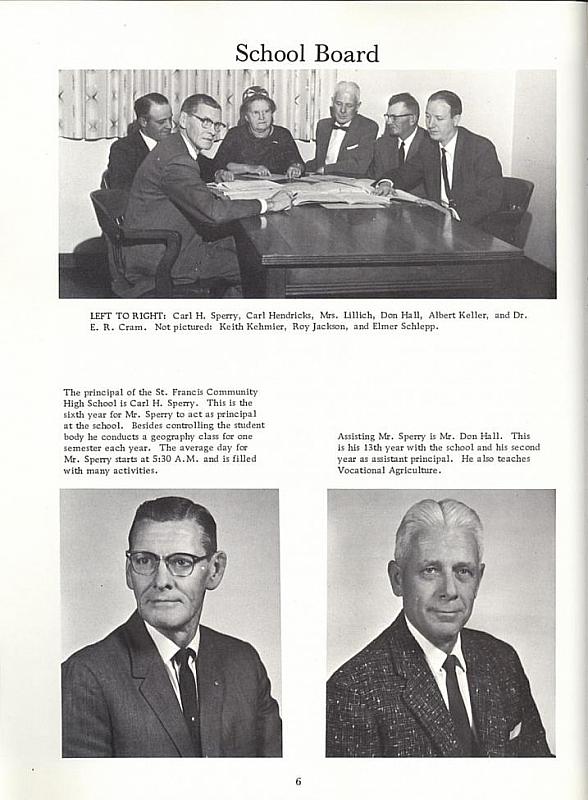 School Board
LEFT TO RIGHT: Carl H. Sperry, Carl Hendricks, Mrs. Lillich, Don Hall, Albert Keller, and Dr.
E. R. Cram. Not pictured: Keith Kehmier, Roy Jackson, and Elmer Schlepp.
The principal of the St. Francis Community
High School is Carl H. Sperry. This is the
sixth year for Mr. Sperry to act as principal
at the school. Besides controlling the student
body he conducts a geography class for one
semester each year. The average day for
Mr. Sperry starts at 5:30 A.M. and is filled
with many activities.
Assisting Mr. Sperry is Mr. Don Hall. This
is his 13th year with the school and his second
year as assistant principal. He also teaches
Vocational Agriculture.
6